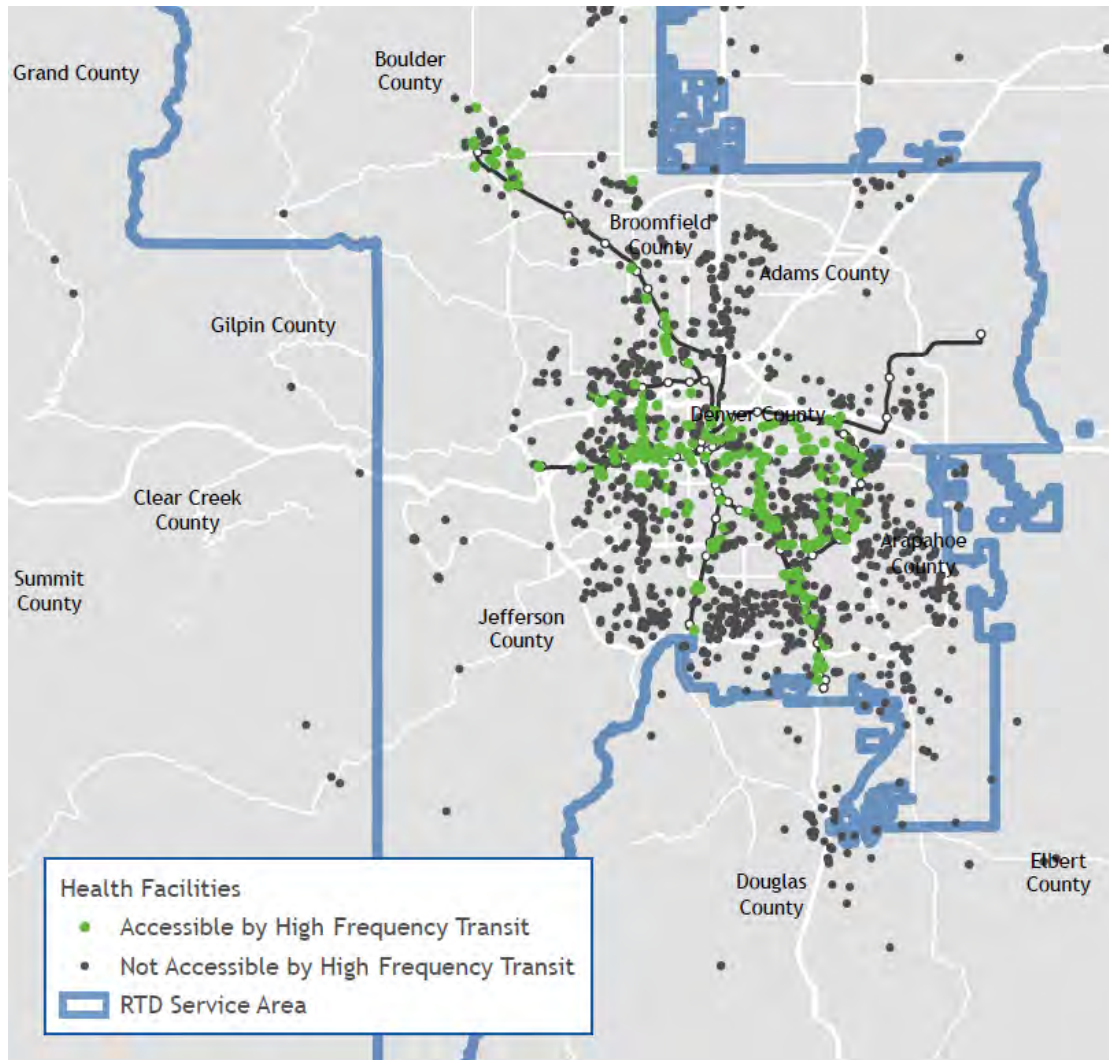 Grand County
Boulder
County
Broomfield
County
Adams County
Gilpin County
Denver County
Clear Creek
County
Arapahoe
County
Summit
County
Jefferson
County
Douglas
County
Elbert
County
Health Facilities
Accessible by High Frequency Transit
Not Accessible by High Frequency Transit
RTD Service Area